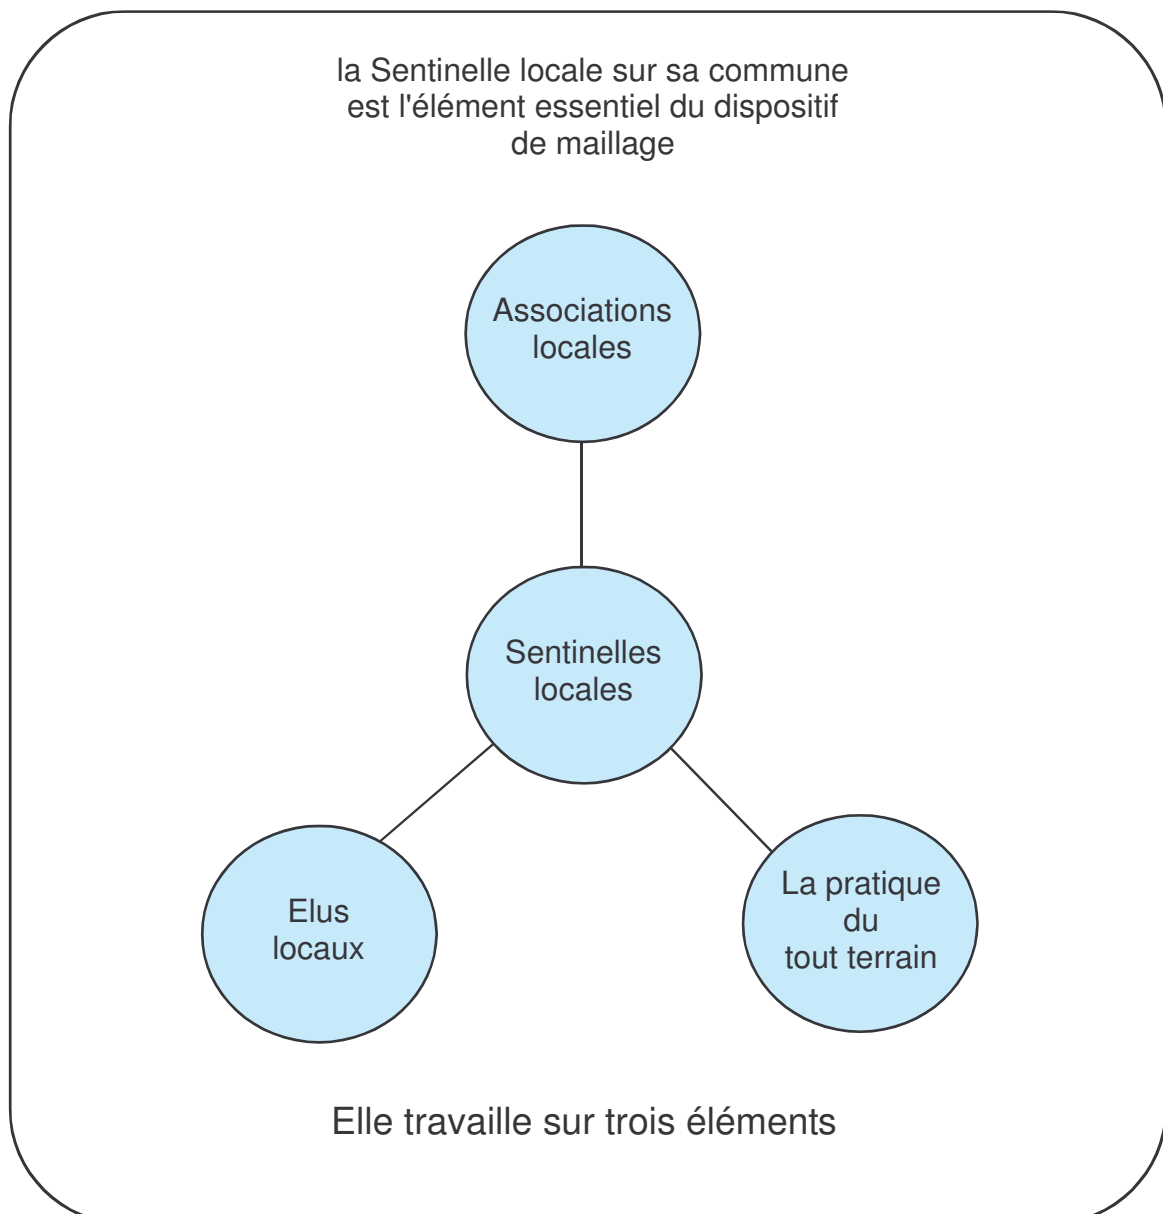 la Sentinelle locale sur sa commune
est l'élément essentiel du dispositif
de maillage
Associations
locales
Sentinelles
locales
Elus
locaux
La pratique
du
tout terrain
Elle travaille sur trois éléments